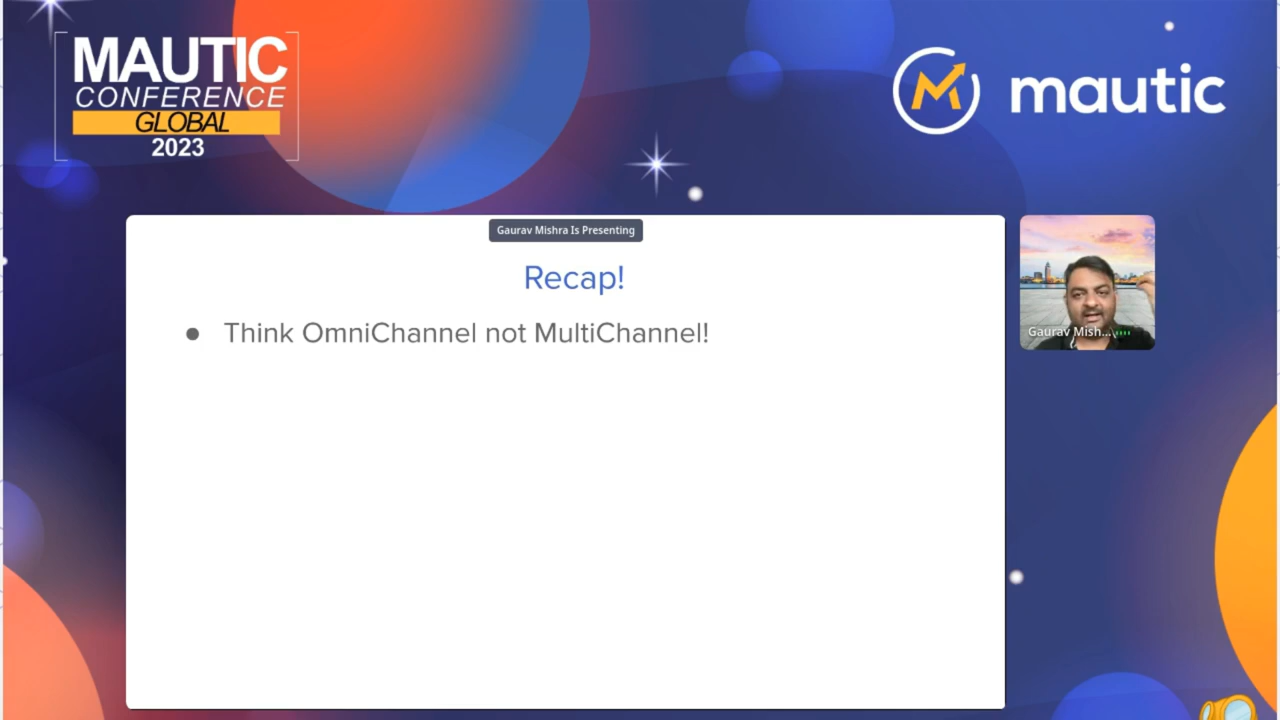 MAUTIC
CONFERENCE
GLOBAL
2023
mautic
Gaurav Mishra Is Presenting
Recap!
● Think OmniChannel not MultiChannel!
Gaurav Mish...